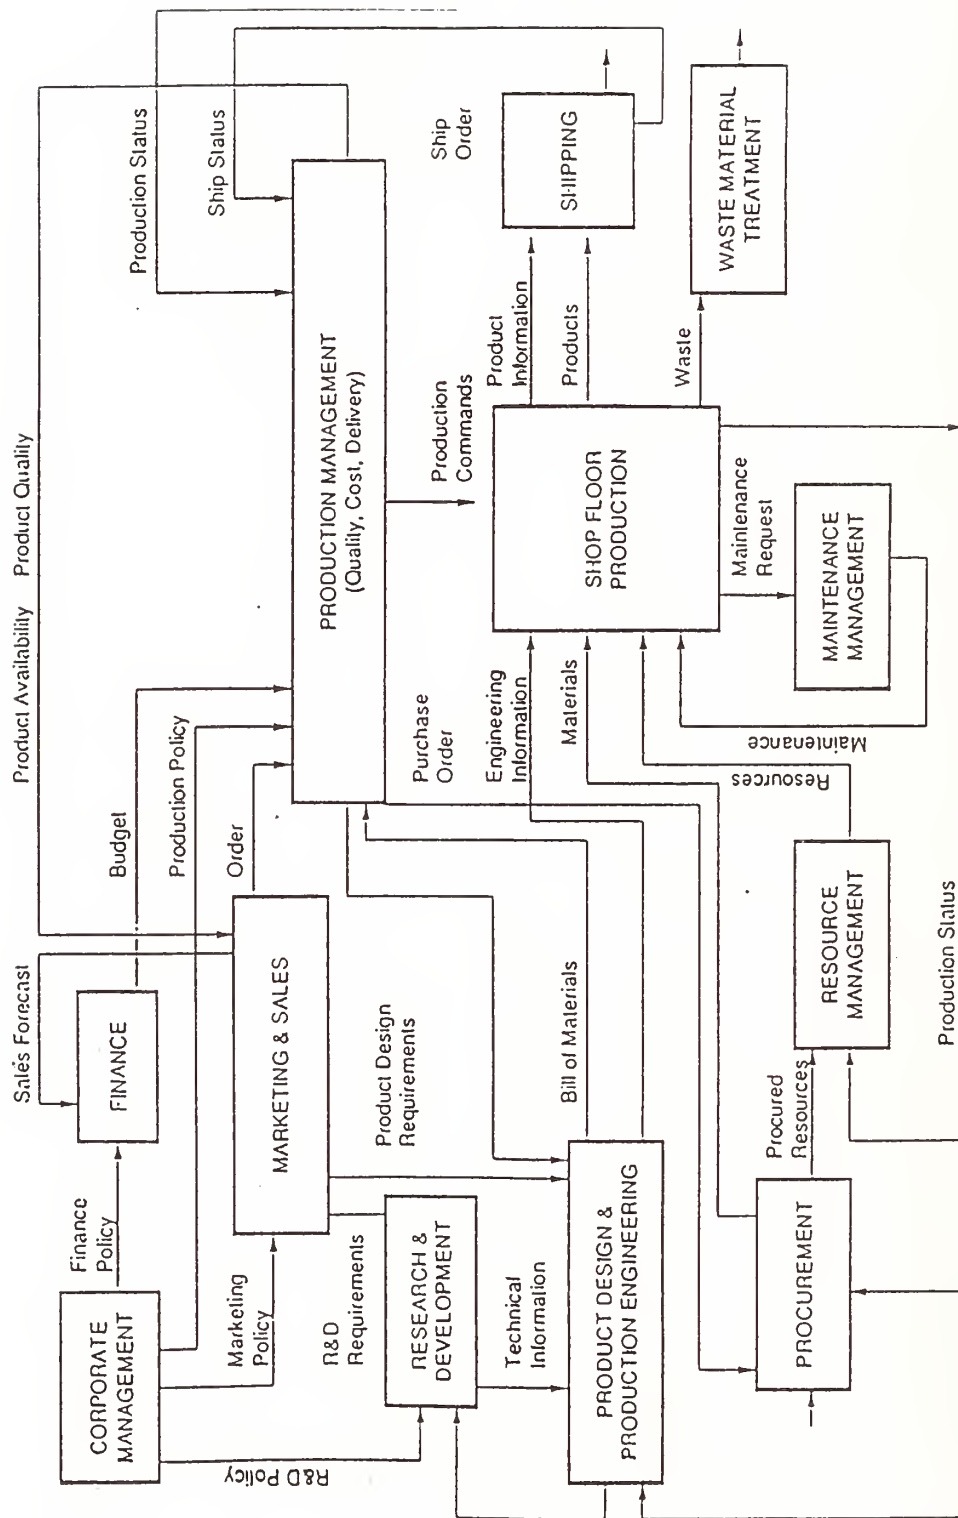 Product Availability
Product Quality
Sales Forecast
Production Status
Budget
Ship Status
Finance
Policy
FINANCE
Production Policy
CORPORATE
MANAGEMENT
Order
Marketing
Policy
MARKETING & SALES
PRODUCTION MANAGEMENT
(Quality, Cost, Delivery)
R&D Policy
R&D
Requirements
Product Design
Requirements
Purchase
Order
Production
Commands
Ship
Order
RESEARCH &
DEVELOPMENT
Technical
Information
Engineering
Information
Product
Information
SHIPPING
Bill of Materials
Materials
Products
SHOP FLOOR
PRODUCTION
PRODUCT DESIGN &
PRODUCTION ENGINEERING
Waste
WASTE MATERIAL
TREATMENT
Maintenance
Request
Resources
Maintenance
Procured
Resources
PROCUREMENT
RESOURCE
MANAGEMENT
MAINTENANCE
MANAGEMENT
Production Status